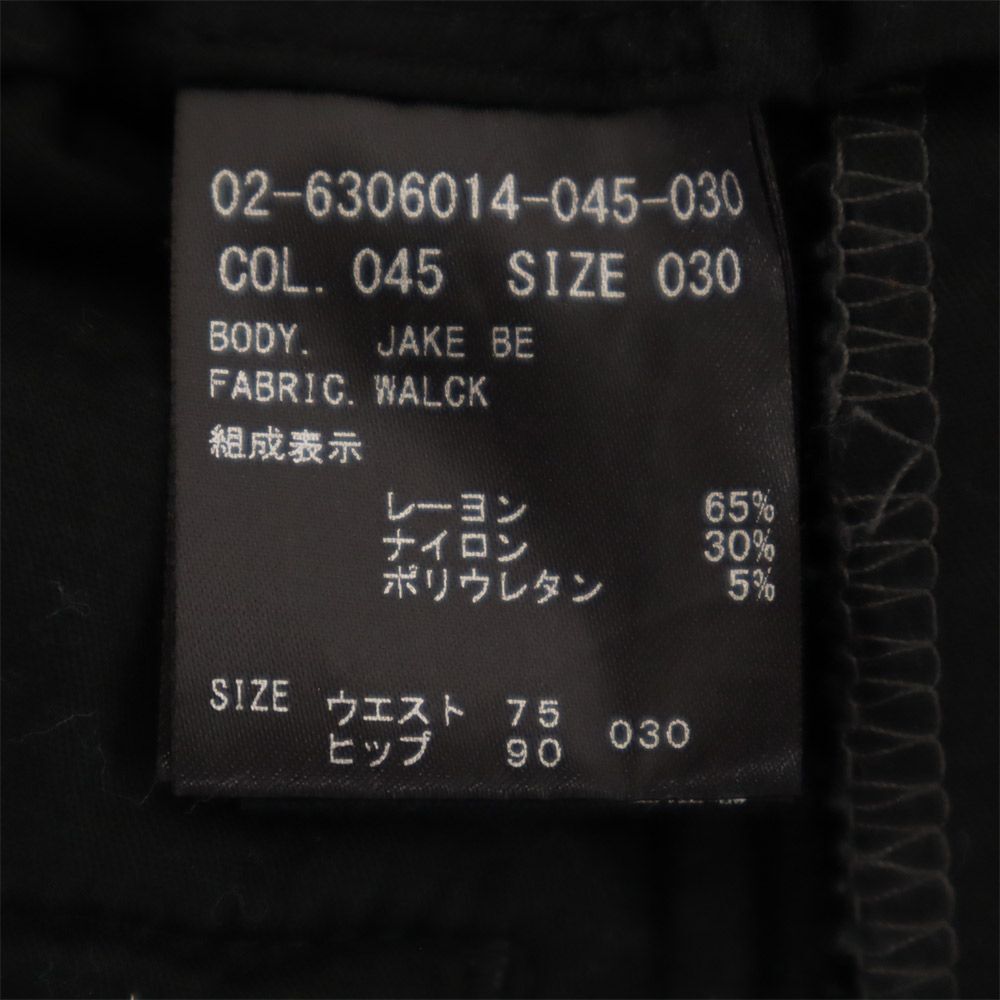 02-6306014-045-030
COL. 045 SIZE 030
BODY. JAKE BE
FABRIC. WALCK
組成表示
レーヨン 65%
ナイロン 30%
ポリウレタン 5%
SIZE ウエスト 75
ヒップ 90 030